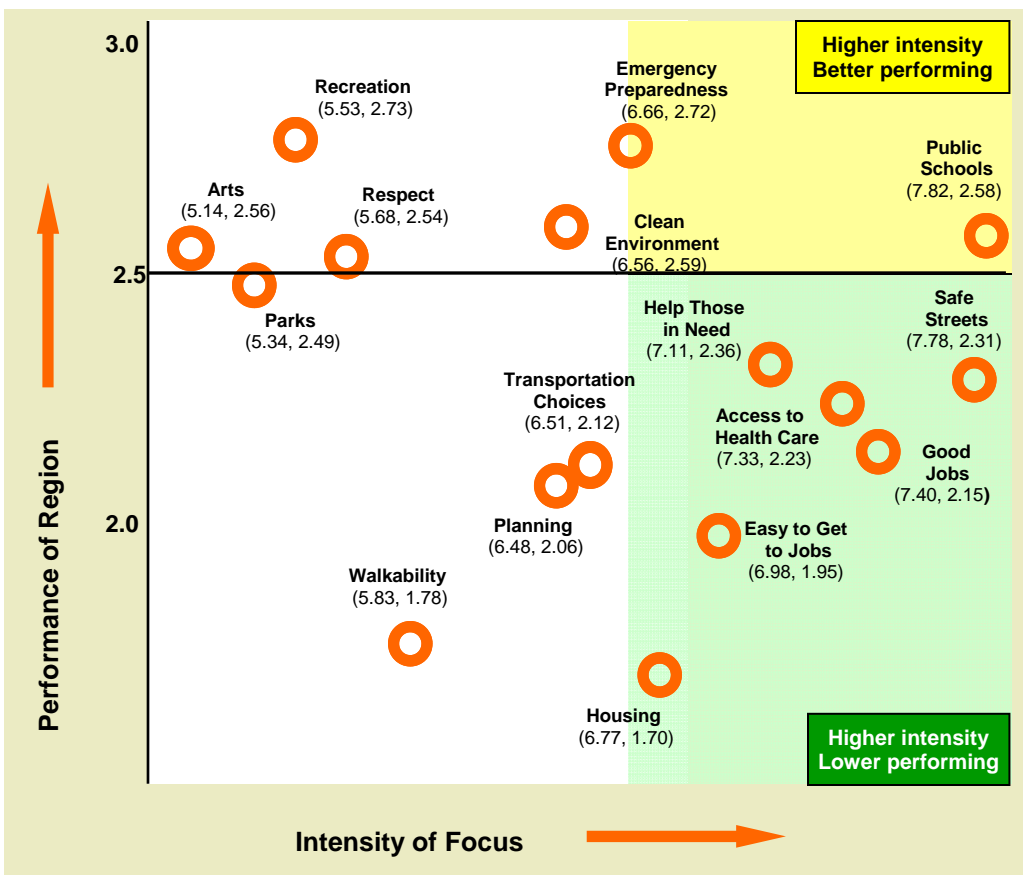 3.0
Higher intensity
Better performing
Emergency
Preparedness
(6.66, 2.72)
Recreation
(5.53, 2.73)
Public
Schools
(7.82, 2.58)
Arts
(5.14, 2.56)
Respect
(5.68, 2.54)
Clean
Environment
(6.56, 2.59)
2.5
Parks
(5.34, 2.49)
Help Those
in Need
(7.11, 2.36)
Safe
Streets
(7.78, 2.31)
Transportation
Choices
(6.51, 2.12)
Access to
Health Care
(7.33, 2.23)
Good
Jobs
(7.40, 2.15)
2.0
Planning
(6.48, 2.06)
Easy to Get
to Jobs
(6.98, 1.95)
Walkability
(5.83, 1.78)
Housing
(6.77, 1.70)
Higher intensity
Lower performing
Performance of Region
Intensity of Focus